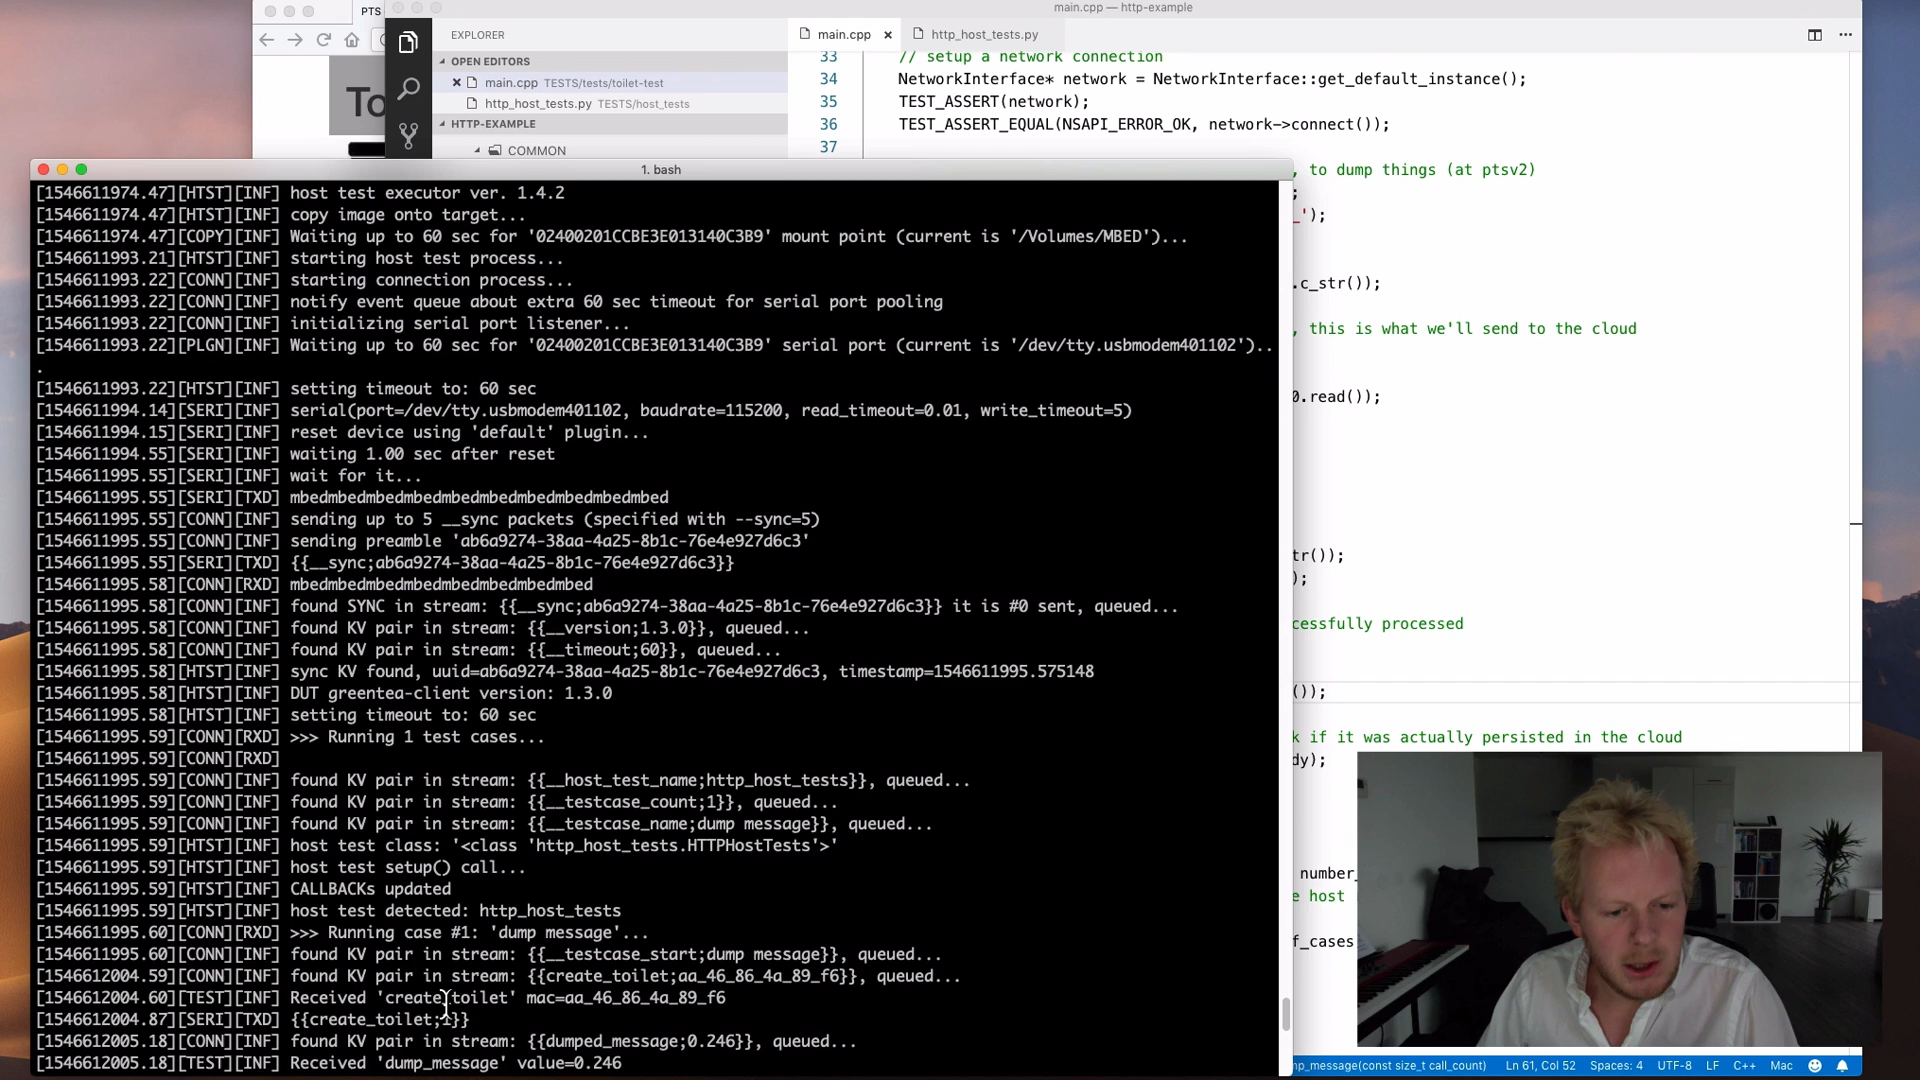 PTS
main.cpp — http-example
EXPLORER
OPEN EDITORS
main.cpp TESTS/tests/toilet-test
http_host_tests.py TESTS/host_tests
HTTP-EXAMPLE
COMMON
To
main.cpp
http_host_tests.py
33 // setup a network connection
34 NetworkInterface* network = NetworkInterface::get_default_instance();
35 TEST_ASSERT(network);
36 TEST_ASSERT_EQUAL(NSAPI_ERROR_OK, network->connect());
37
, to dump things (at ptsv2)
;
_');
.c_str());
, this is what we'll send to the cloud
0.read());
tr());
);
cessfully processed
());
k if it was actually persisted in the cloud
dy);
number_
e host
f_cases
1. bash
[1546611974.47][HTST][INF] host test executor ver. 1.4.2
[1546611974.47][HTST][INF] copy image onto target...
[1546611974.47][COPY][INF] Waiting up to 60 sec for '02400201CCBE3E013140C3B9' mount point (current is '/Volumes/MBED')...
[1546611993.21][HTST][INF] starting host test process...
[1546611993.22][CONN][INF] starting connection process...
[1546611993.22][CONN][INF] notify event queue about extra 60 sec timeout for serial port pooling
[1546611993.22][CONN][INF] initializing serial port listener...
[1546611993.22][PLGN][INF] Waiting up to 60 sec for '02400201CCBE3E013140C3B9' serial port (current is '/dev/tty.usbmodem401102')..
.
[1546611993.22][HTST][INF] setting timeout to: 60 sec
[1546611994.14][SERI][INF] serial(port=/dev/tty.usbmodem401102, baudrate=115200, read_timeout=0.01, write_timeout=5)
[1546611994.15][SERI][INF] reset device using 'default' plugin...
[1546611994.55][SERI][INF] waiting 1.00 sec after reset
[1546611995.55][SERI][INF] wait for it...
[1546611995.55][SERI][TXD] mbedmbedmbedmbedmbedmbedmbedmbedmbedmbed
[1546611995.55][CONN][INF] sending up to 5 __sync packets (specified with --sync=5)
[1546611995.55][CONN][INF] sending preamble 'ab6a9274-38aa-4a25-8b1c-76e4e927d6c3'
[1546611995.55][SERI][TXD] {{__sync;ab6a9274-38aa-4a25-8b1c-76e4e927d6c3}}
[1546611995.58][CONN][RXD] mbedmbedmbedmbedmbedmbedmbedmbed
[1546611995.58][CONN][INF] found SYNC in stream: {{__sync;ab6a9274-38aa-4a25-8b1c-76e4e927d6c3}} it is #0 sent, queued...
[1546611995.58][CONN][INF] found KV pair in stream: {{__version;1.3.0}}, queued...
[1546611995.58][CONN][INF] found KV pair in stream: {{__timeout;60}}, queued...
[1546611995.58][HTST][INF] sync KV found, uuid=ab6a9274-38aa-4a25-8b1c-76e4e927d6c3, timestamp=1546611995.575148
[1546611995.58][HTST][INF] DUT greentea-client version: 1.3.0
[1546611995.58][HTST][INF] setting timeout to: 60 sec
[1546611995.59][CONN][RXD] >>> Running 1 test cases...
[1546611995.59][CONN][RXD]
[1546611995.59][CONN][INF] found KV pair in stream: {{__host_test_name;http_host_tests}}, queued...
[1546611995.59][CONN][INF] found KV pair in stream: {{__testcase_count;1}}, queued...
[1546611995.59][CONN][INF] found KV pair in stream: {{__testcase_name;dump message}}, queued...
[1546611995.59][HTST][INF] host test class: '<class 'http_host_tests.HTTPHostTests'>'
[1546611995.59][HTST][INF] host test setup() call...
[1546611995.59][HTST][INF] CALLBACKs updated
[1546611995.59][HTST][INF] host test detected: http_host_tests
[1546611995.60][CONN][RXD] >>> Running case #1: 'dump message'...
[1546611995.60][CONN][INF] found KV pair in stream: {{__testcase_start;dump message}}, queued...
[1546612004.59][CONN][INF] found KV pair in stream: {{create_toilet;aa_46_86_4a_89_f6}}, queued...
[1546612004.60][TEST][INF] Received 'create_toilet' mac=aa_46_86_4a_89_f6
[1546612004.87][SERI][TXD] {{create_toilet;1}}
[1546612005.18][CONN][INF] found KV pair in stream: {{dumped_message;0.246}}, queued...
[1546612005.18][TEST][INF] Received 'dump_message' value=0.246
mp_message(const size_t call_count) Ln 61, Col 52 Spaces: 4 UTF-8 LF C++ Mac